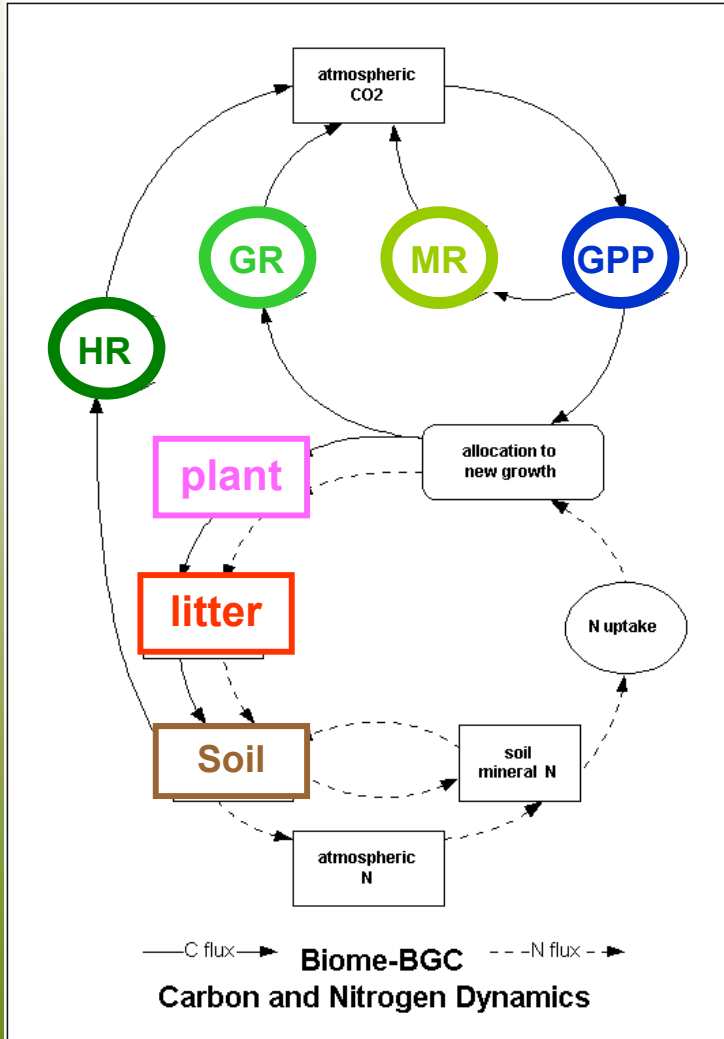 atmospheric
CO2
GR
MR
GPP
HR
allocation to
new growth
plant
litter
N uptake
Soil
soil
mineral N
atmospheric
N
C flux
N flux
Biome-BGC
Carbon and Nitrogen Dynamics